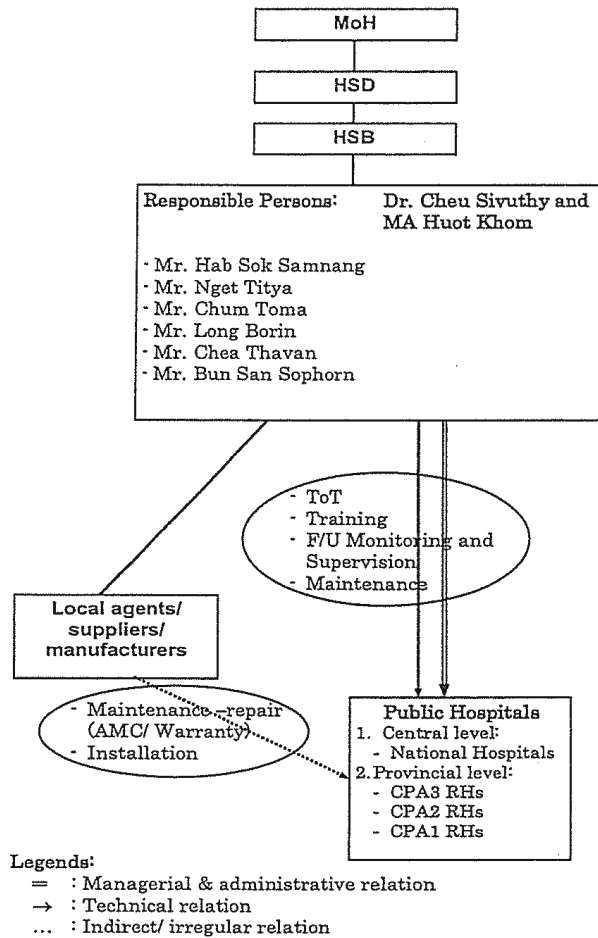 MoH
HSD
HSB
Responsible Persons: Dr. Cheu Sivuthy and
MA Huot Khom
- Mr. Hab Sok Samnang
- Mr. Nget Titya
- Mr. Chum Toma
- Mr. Long Borin
- Mr. Chea Thavan
- Mr. Bun San Sophorn
- ToT
- Training
- F/U Monitoring and
Supervision
- Maintenance
Local agents/
suppliers/
manufacturers
- Maintenance –repair
(AMC/ Warranty)
- Installation
Public Hospitals
1. Central level:
- National Hospitals
2. Provincial level:
- CPA3 RHs
- CPA2 RHs
- CPA1 RHs
Legends:
= : Managerial & administrative relation
→ : Technical relation
... : Indirect/ irregular relation